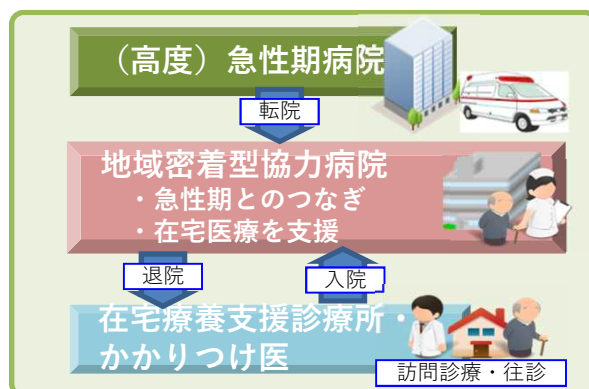 （高度）急性期病院
転院
地域密着型協力病院
・急性期とのつなぎ
・在宅医療を支援
退院
入院
在宅療養支援診療所・
かかりつけ医
訪問診療・往診